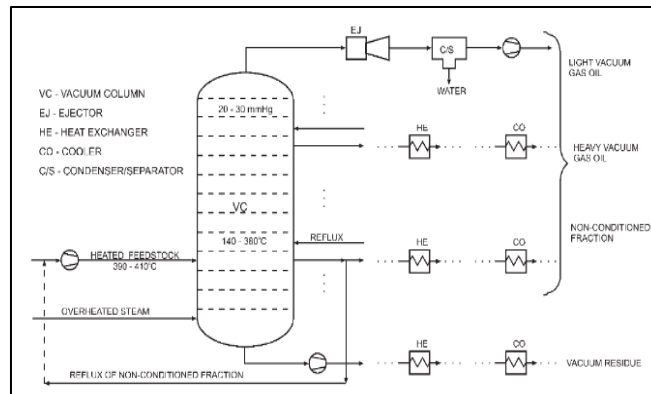 EJ
C/S
WATER
LIGHT VACUUM
GAS OIL
VC - VACUUM COLUMN
EJ - EJECTOR
HE - HEAT EXCHANGER
CO - COOLER
C/S - CONDENSER/SEPARATOR
20 - 30 mmHg
HE
CO
HEAVY VACUUM
GAS OIL
VC
140 - 360°C
REFLUX
NON-CONDITIONED
FRACTION
HEATED FEEDSTOCK
390 - 410°C
HE
CO
OVERHEATED STEAM
HE
CO
VACUUM RESIDUE
REFLUX OF NON-CONDITIONED FRACTION